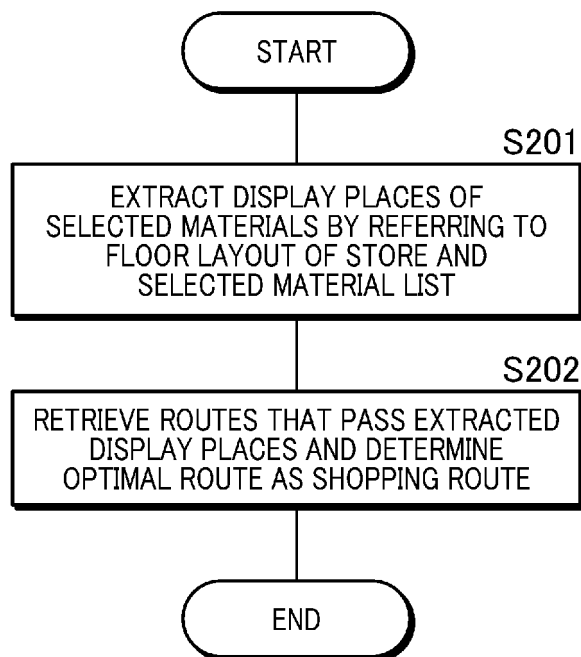 START
S201
EXTRACT DISPLAY PLACES OF
SELECTED MATERIALS BY REFERRING TO
FLOOR LAYOUT OF STORE AND
SELECTED MATERIAL LIST
S202
RETRIEVE ROUTES THAT PASS EXTRACTED
DISPLAY PLACES AND DETERMINE
OPTIMAL ROUTE AS SHOPPING ROUTE
END